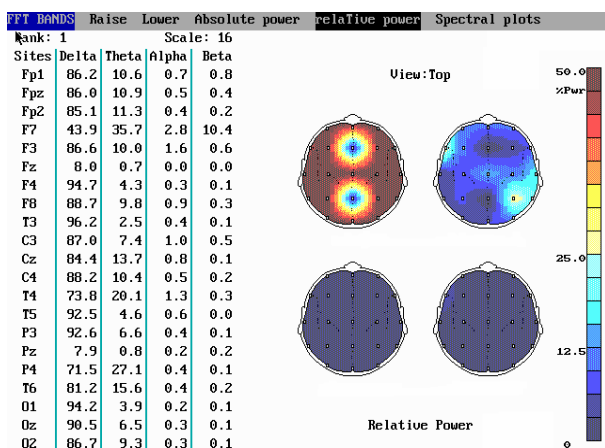 FFT BANDS Raise Lower Absolute power relaTive power Spectral plots
Rank: 1 Scale: 16
Sites Delta Theta Alpha Beta
Fp1 86.2 10.6 0.7 0.8
Fpz 86.0 10.9 0.5 0.4
Fp2 85.1 11.3 0.4 0.2
F7 43.9 35.7 2.8 10.4
F3 86.6 10.0 1.6 0.6
Fz 8.0 0.7 0.0 0.0
F4 94.7 4.3 0.3 0.1
F8 88.7 9.8 0.9 0.3
T3 96.2 2.5 0.4 0.1
C3 87.0 7.4 1.0 0.5
Cz 84.4 13.7 0.8 0.1
C4 88.2 10.4 0.5 0.2
T4 73.8 20.1 1.3 0.3
T5 92.5 4.6 0.6 0.0
P3 92.6 6.6 0.4 0.1
Pz 7.9 0.8 0.2 0.2
P4 71.5 27.1 0.4 0.1
T6 81.2 15.6 0.4 0.2
O1 94.2 3.9 0.2 0.1
Oz 90.5 6.5 0.3 0.1
O2 86.7 9.3 0.3 0.1
View:Top
50.0
%Pwr
25.0
12.5
0
Relative Power